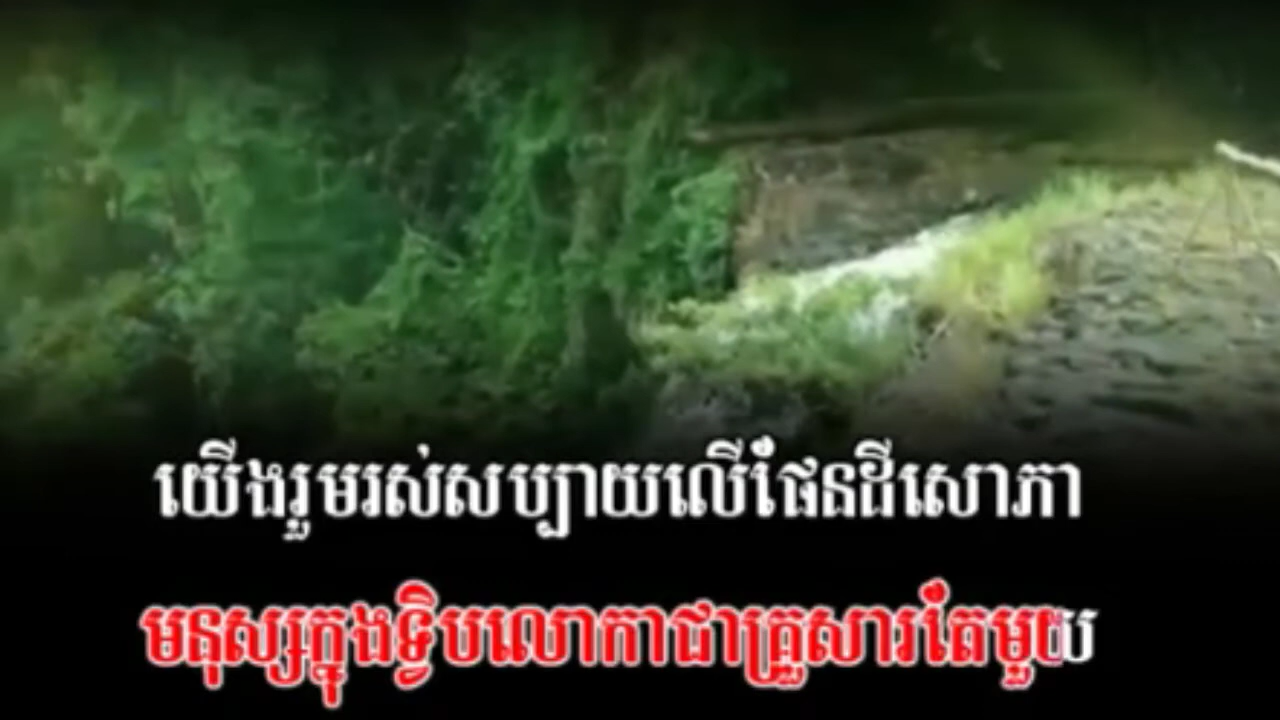 យើងរួមរស់សប្បាយលើផែនដីសោភា
មនុស្សក្នុងទ្វិបលោកាជាគ្រួសារតែមួយ